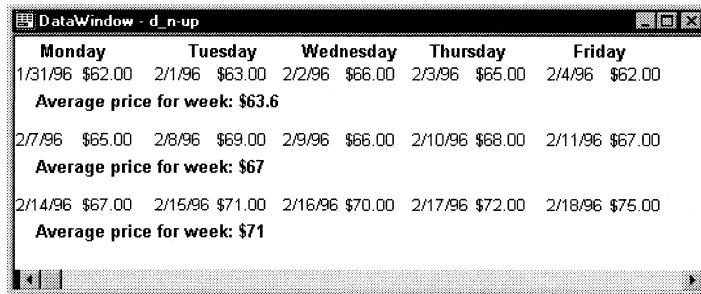 DataWindow - d_n-up
Monday Tuesday Wednesday Thursday Friday
1/31/96 $62.00 2/1/96 $63.00 2/2/96 $66.00 2/3/96 $65.00 2/4/96 $62.00
Average price for week: $63.6
2/7/96 $65.00 2/8/96 $69.00 2/9/96 $66.00 2/10/96 $68.00 2/11/96 $67.00
Average price for week: $67
2/14/96 $67.00 2/15/96 $71.00 2/16/96 $70.00 2/17/96 $72.00 2/18/96 $75.00
Average price for week: $71